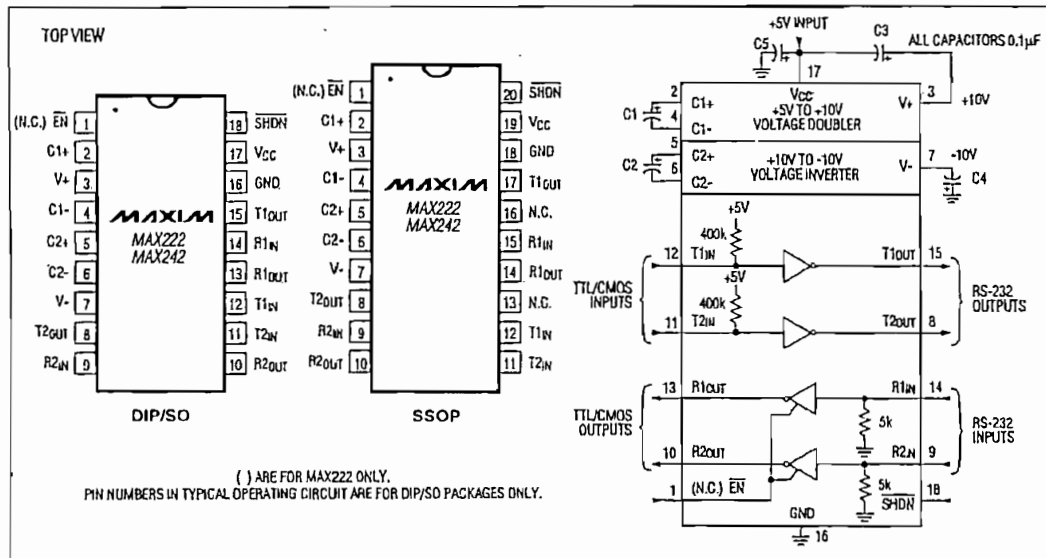 TOP VIEW
(N.C.) EN 1
C1+ 2
V+ 3
C1- 4
C2+ 5
C2- 6
V- 7
T2OUT 8
R2IN 9
18 SHDN
17 VCC
16 GND
15 T1OUT
14 R1IN
13 R1OUT
12 T1IN
11 T2IN
10 R2OUT
MAXIM
MAX222
MAX242
DIP/SO
(N.C.) EN 1
C1+ 2
V+ 3
C1- 4
C2+ 5
C2- 6
V- 7
T2OUT 8
R2IN 9
R2OUT 10
20 SHDN
19 VCC
18 GND
17 T1OUT
16 N.C.
15 R1IN
14 R1OUT
13 N.C.
12 T1IN
11 T2IN
MAXIM
MAX222
MAX242
SSOP
( ) ARE FOR MAX222 ONLY.
PIN NUMBERS IN TYPICAL OPERATING CIRCUIT ARE FOR DIP/SO PACKAGES ONLY.
+5V INPUT
C5
C3
ALL CAPACITORS 0.1µF
17
VCC
2 C1+
+5V TO +10V
VOLTAGE DOUBLER
V+ 3
+10V
C1
4 C1-
5 C2+
+10V TO -10V
VOLTAGE INVERTER
V- 7
-10V
C2
6 C2-
C4
+5V
400k
12 T1IN
T1OUT 15
+5V
400k
TTL/CMOS
INPUTS
RS-232
OUTPUTS
11 T2IN
T2OUT 8
13 R1OUT
R1IN 14
5k
TTL/CMOS
OUTPUTS
RS-232
INPUTS
10 R2OUT
R2IN 9
5k
1 (N.C.) EN
SHDN 18
GND
16